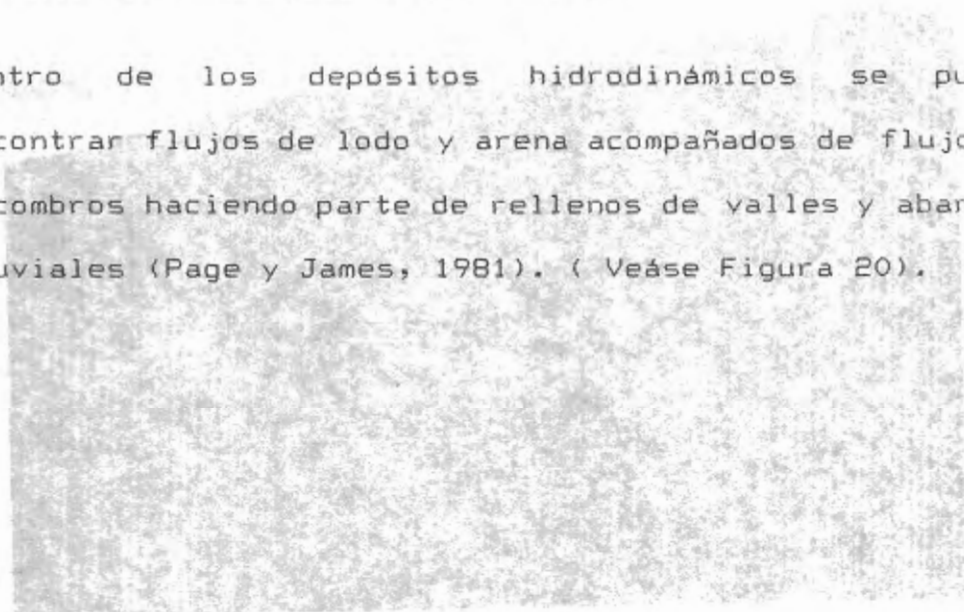 ntro de los depósitos hidrodinámicos se pu
contrar flujos de lodo y arena acompañados de flujo
combros haciendo parte de rellenos de valles y abar
uviales (Page y James, 1981). ( Veáse Figura 20).